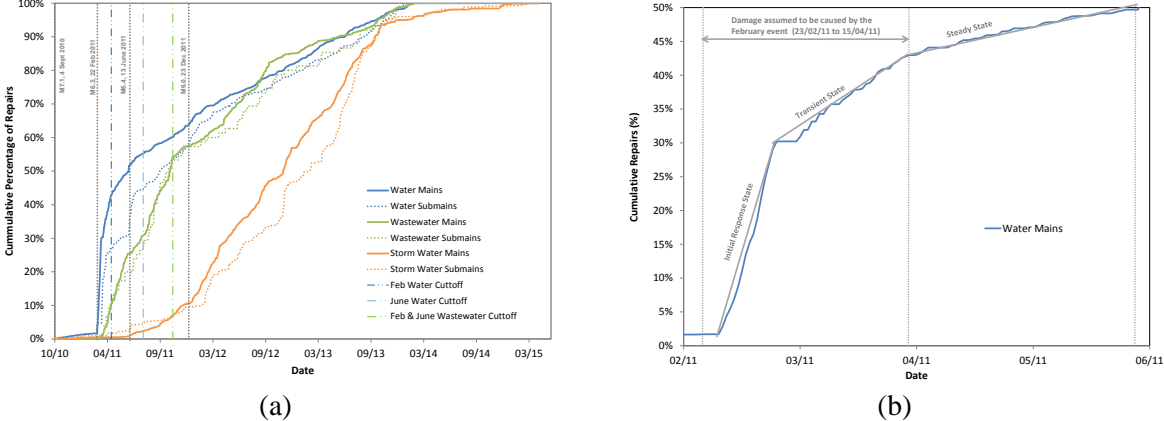 100%
90%
80%
70%
60%
50%
40%
30%
20%
10%
0%
Cummulative Percentage of Repairs
M7.1, 4 Sept 2010
M6.2, 22 Feb 2011
M6.4, 13 June 2011
M6.0, 23 Dec 2011
Water Mains
Water Submains
Wastewater Mains
Wastewater Submains
Storm Water Mains
Storm Water Submains
Feb Water Cuttoff
June Water Cuttoff
Feb & June Wastewater Cuttoff
10/10 04/11 09/11 03/12 09/12 03/13 09/13 03/14 09/14 03/15
Date
(a)
50%
45%
40%
35%
30%
25%
20%
15%
10%
5%
0%
Cumulative Repairs (%)
Damage assumed to be caused by the
February event (23/02/11 to 15/04/11)
Steady State
Transient State
Initial Response State
Water Mains
02/11 03/11 04/11 05/11 06/11
Date
(b)